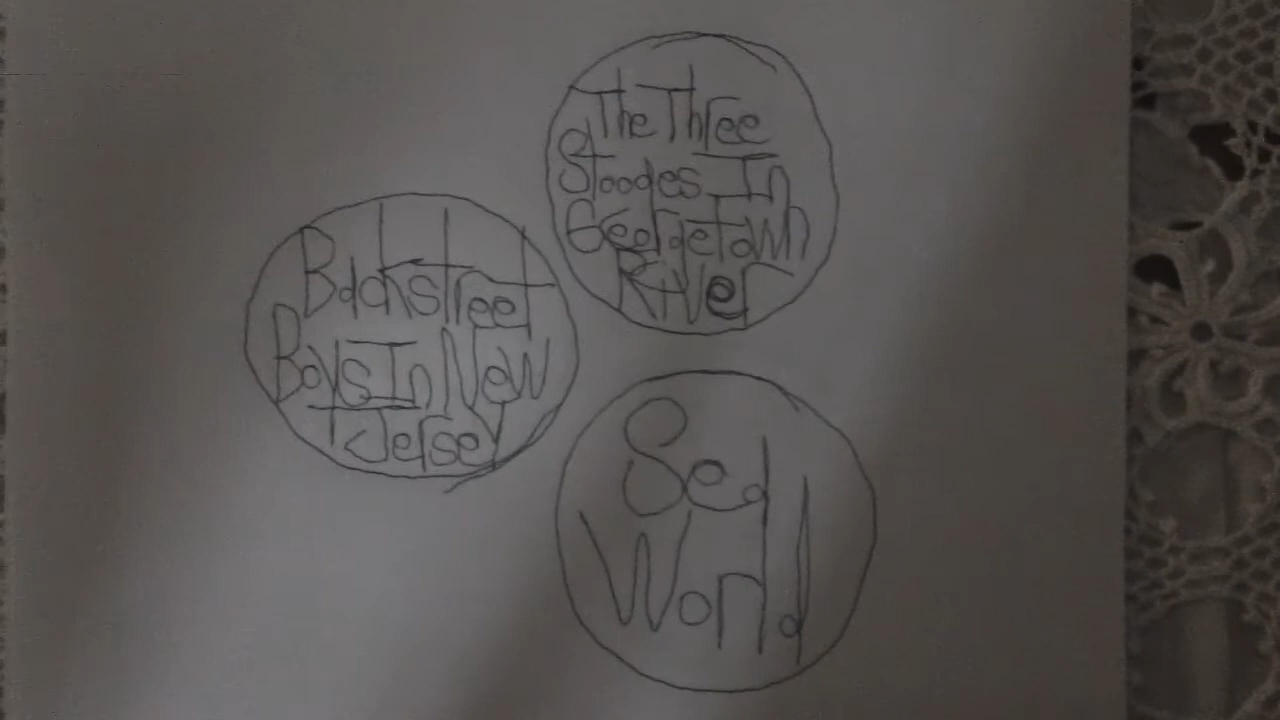 The Three
Stooges In
Georgetown
River
Backstreet
Boys In New
Jersey
Sea
World